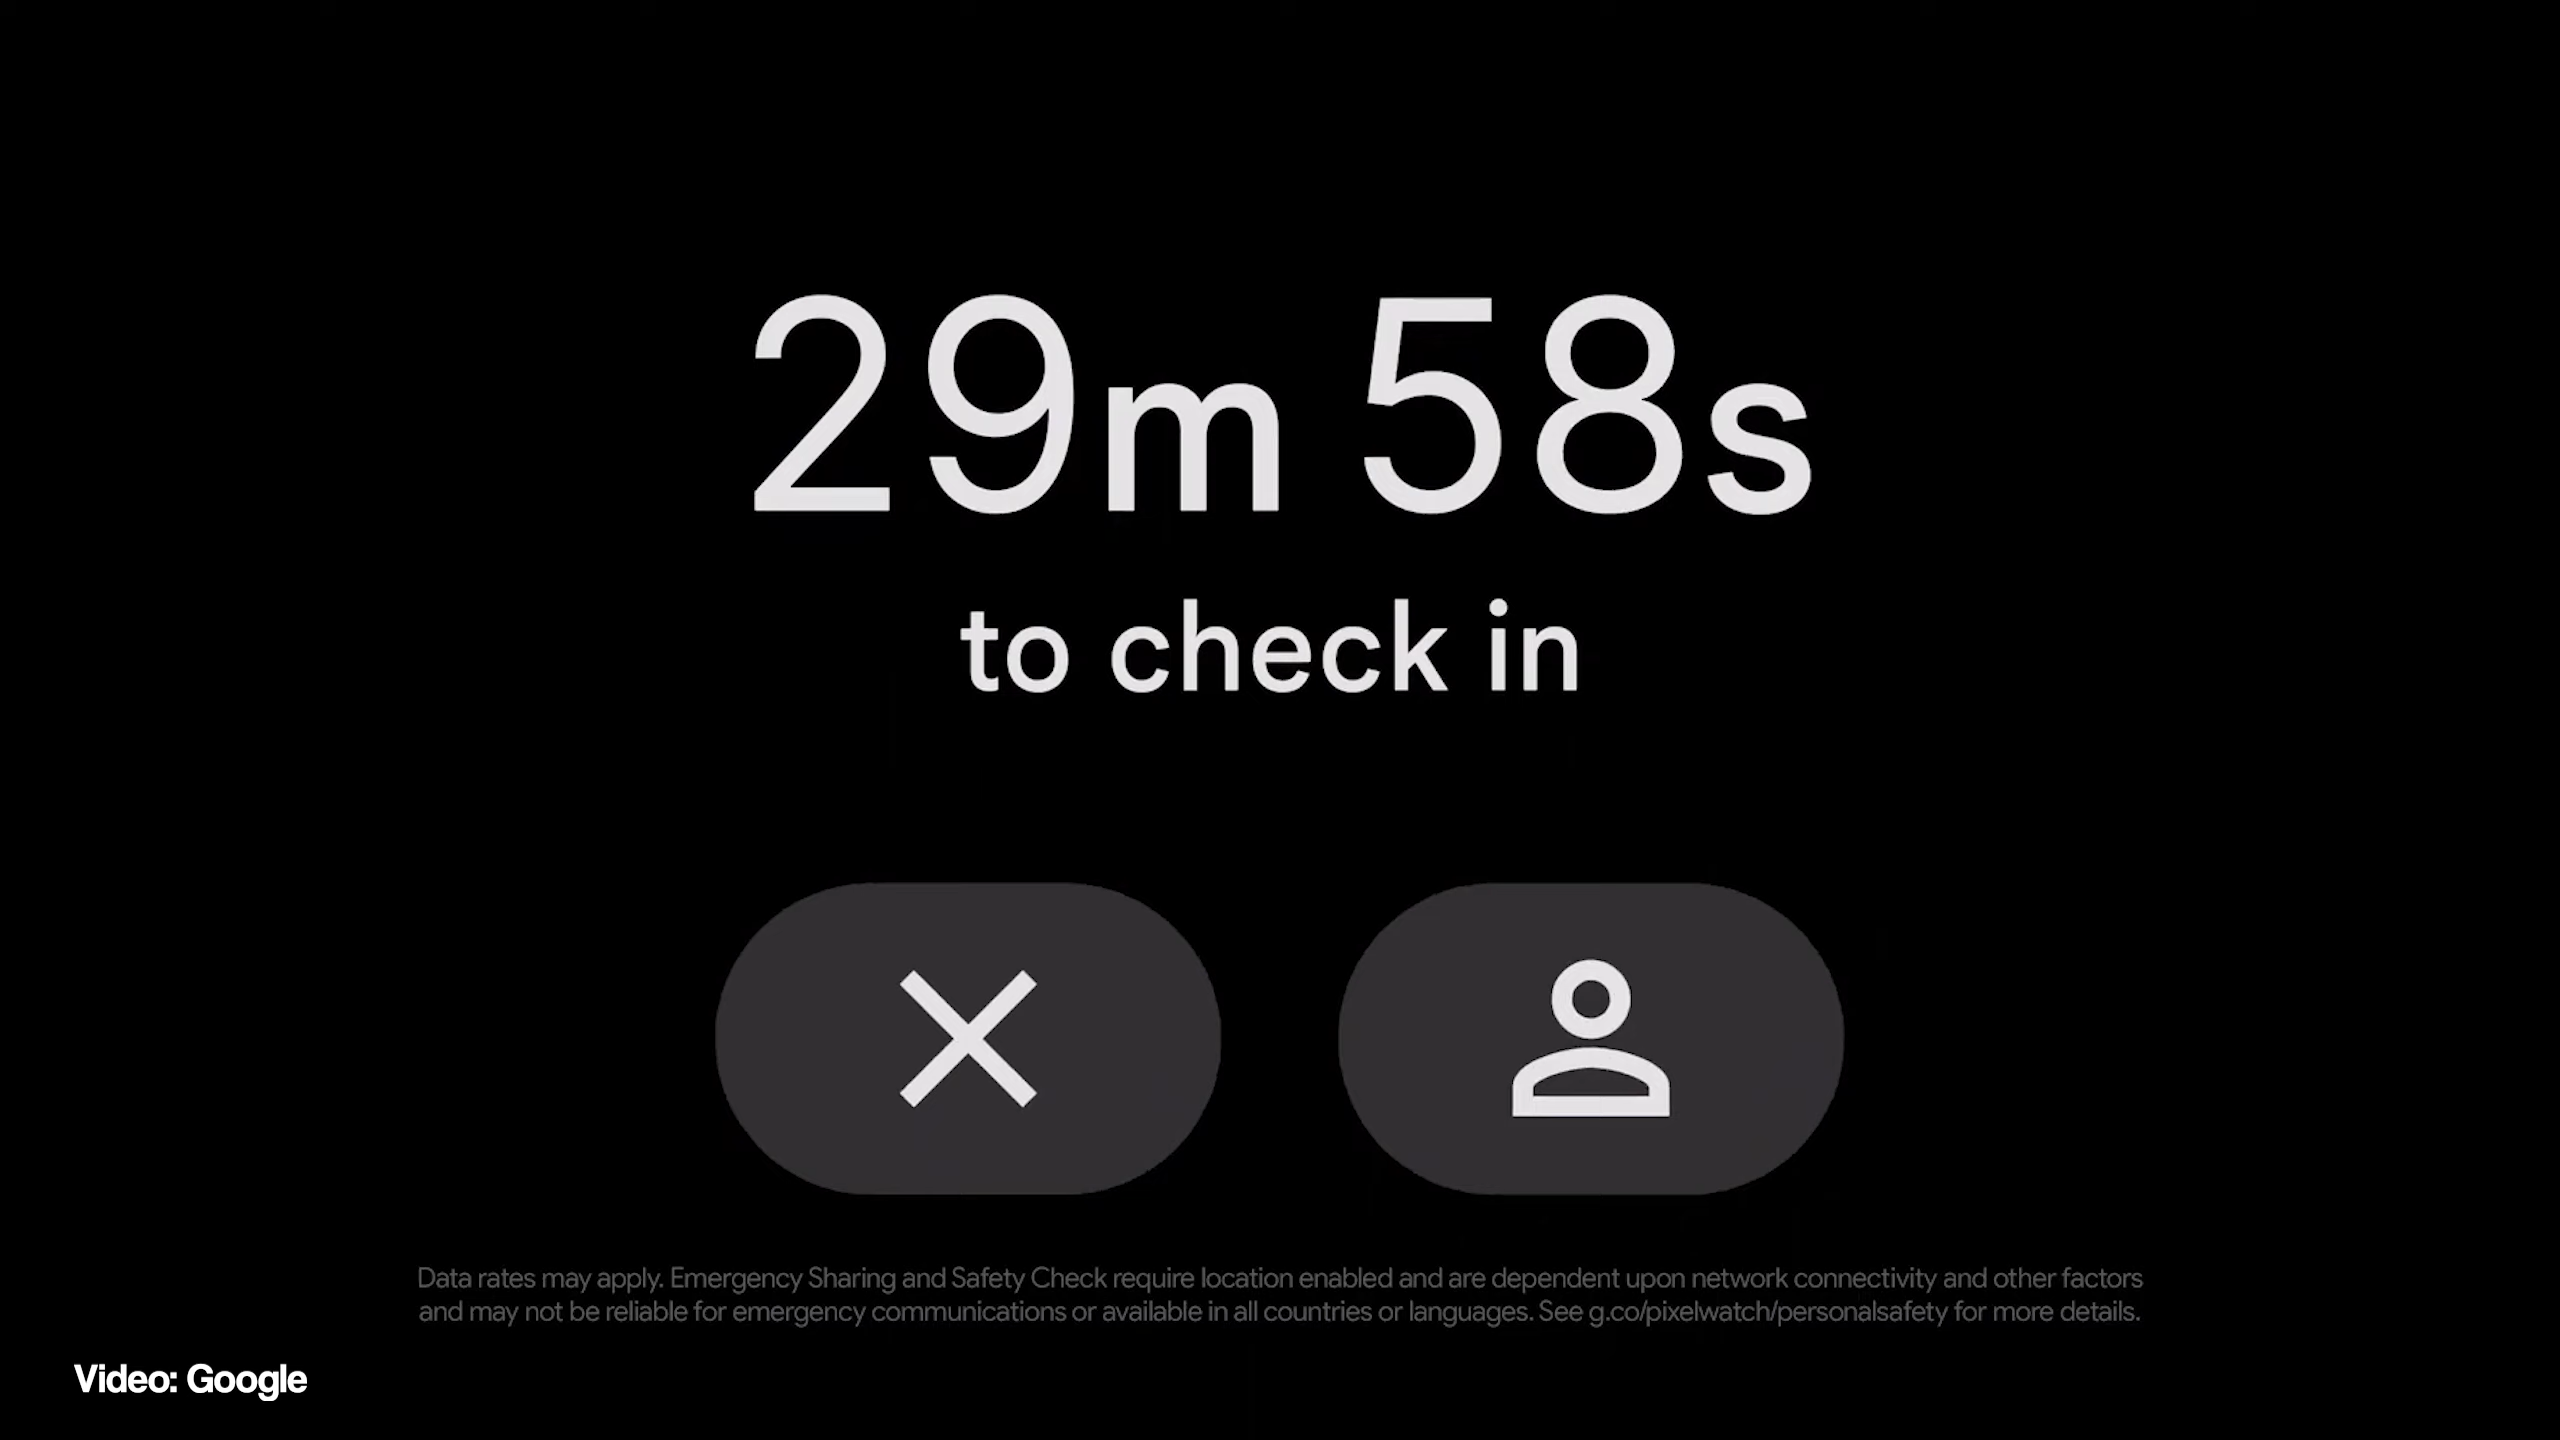 29m 58s
to check in
Data rates may apply. Emergency Sharing and Safety Check require location enabled and are dependent upon network connectivity and other factors
and may not be reliable for emergency communications or available in all countries or languages. See g.co/pixelwatch/personalsafety for more details.
Video: Google